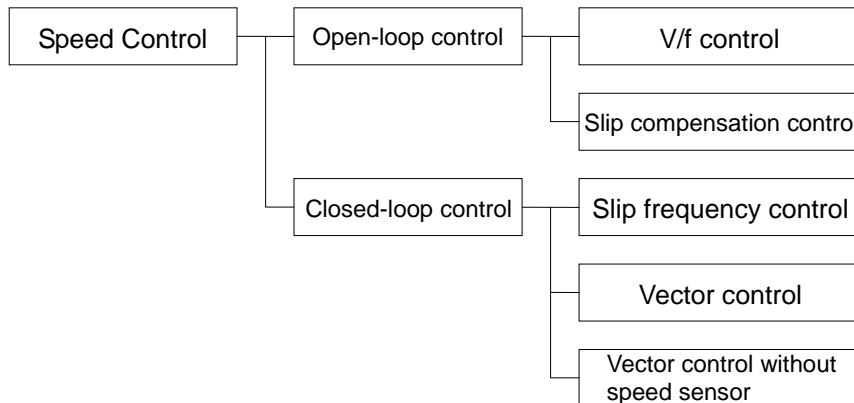 Speed Control
Open-loop control
V/f control
Slip compensation contro
Closed-loop control
Slip frequency control
Vector control
Vector control without
speed sensor